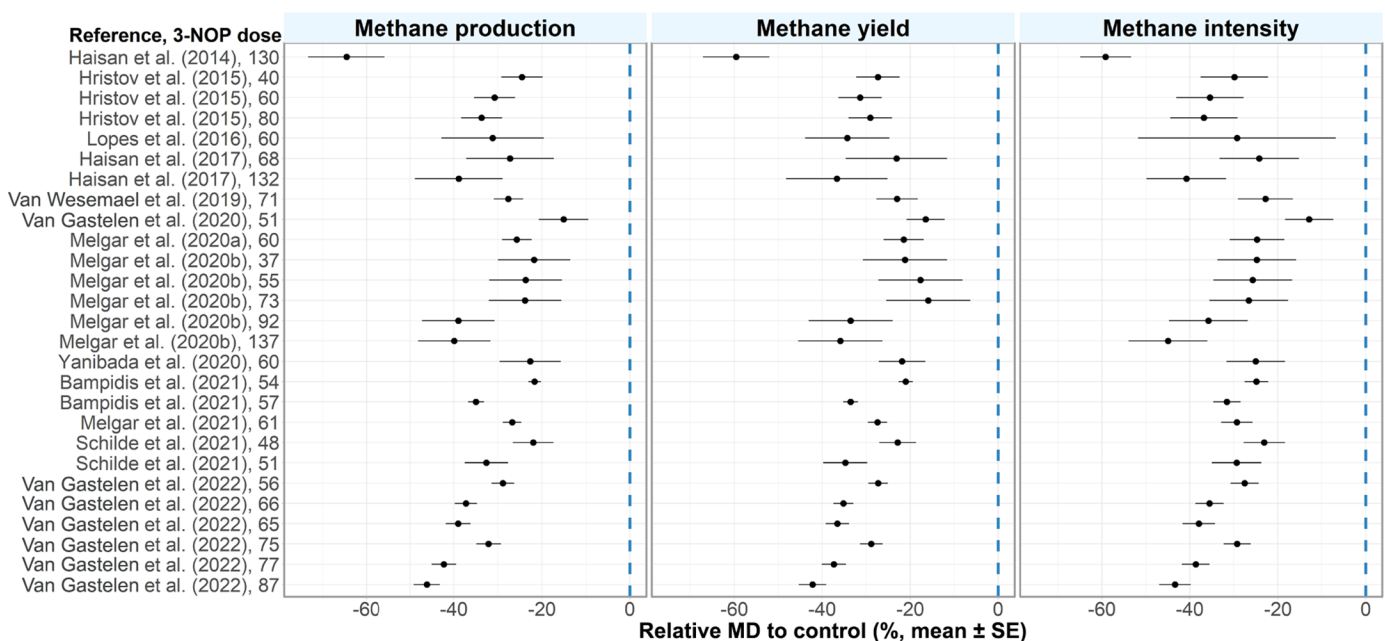 Methane production Methane yield Methane intensity
Reference, 3-NOP dose
Haisan et al. (2014), 130
Hristov et al. (2015), 40
Hristov et al. (2015), 60
Hristov et al. (2015), 80
Lopes et al. (2016), 60
Haisan et al. (2017), 68
Haisan et al. (2017), 132
Van Wesemael et al. (2019), 71
Van Gastelen et al. (2020), 51
Melgar et al. (2020a), 60
Melgar et al. (2020b), 37
Melgar et al. (2020b), 55
Melgar et al. (2020b), 73
Melgar et al. (2020b), 92
Melgar et al. (2020b), 137
Yanibada et al. (2020), 60
Bampidis et al. (2021), 54
Bampidis et al. (2021), 57
Melgar et al. (2021), 61
Schilde et al. (2021), 48
Schilde et al. (2021), 51
Van Gastelen et al. (2022), 56
Van Gastelen et al. (2022), 66
Van Gastelen et al. (2022), 65
Van Gastelen et al. (2022), 75
Van Gastelen et al. (2022), 77
Van Gastelen et al. (2022), 87
-60 -40 -20 0 -60 -40 -20 0 -60 -40 -20 0
Relative MD to control (%, mean ± SE)